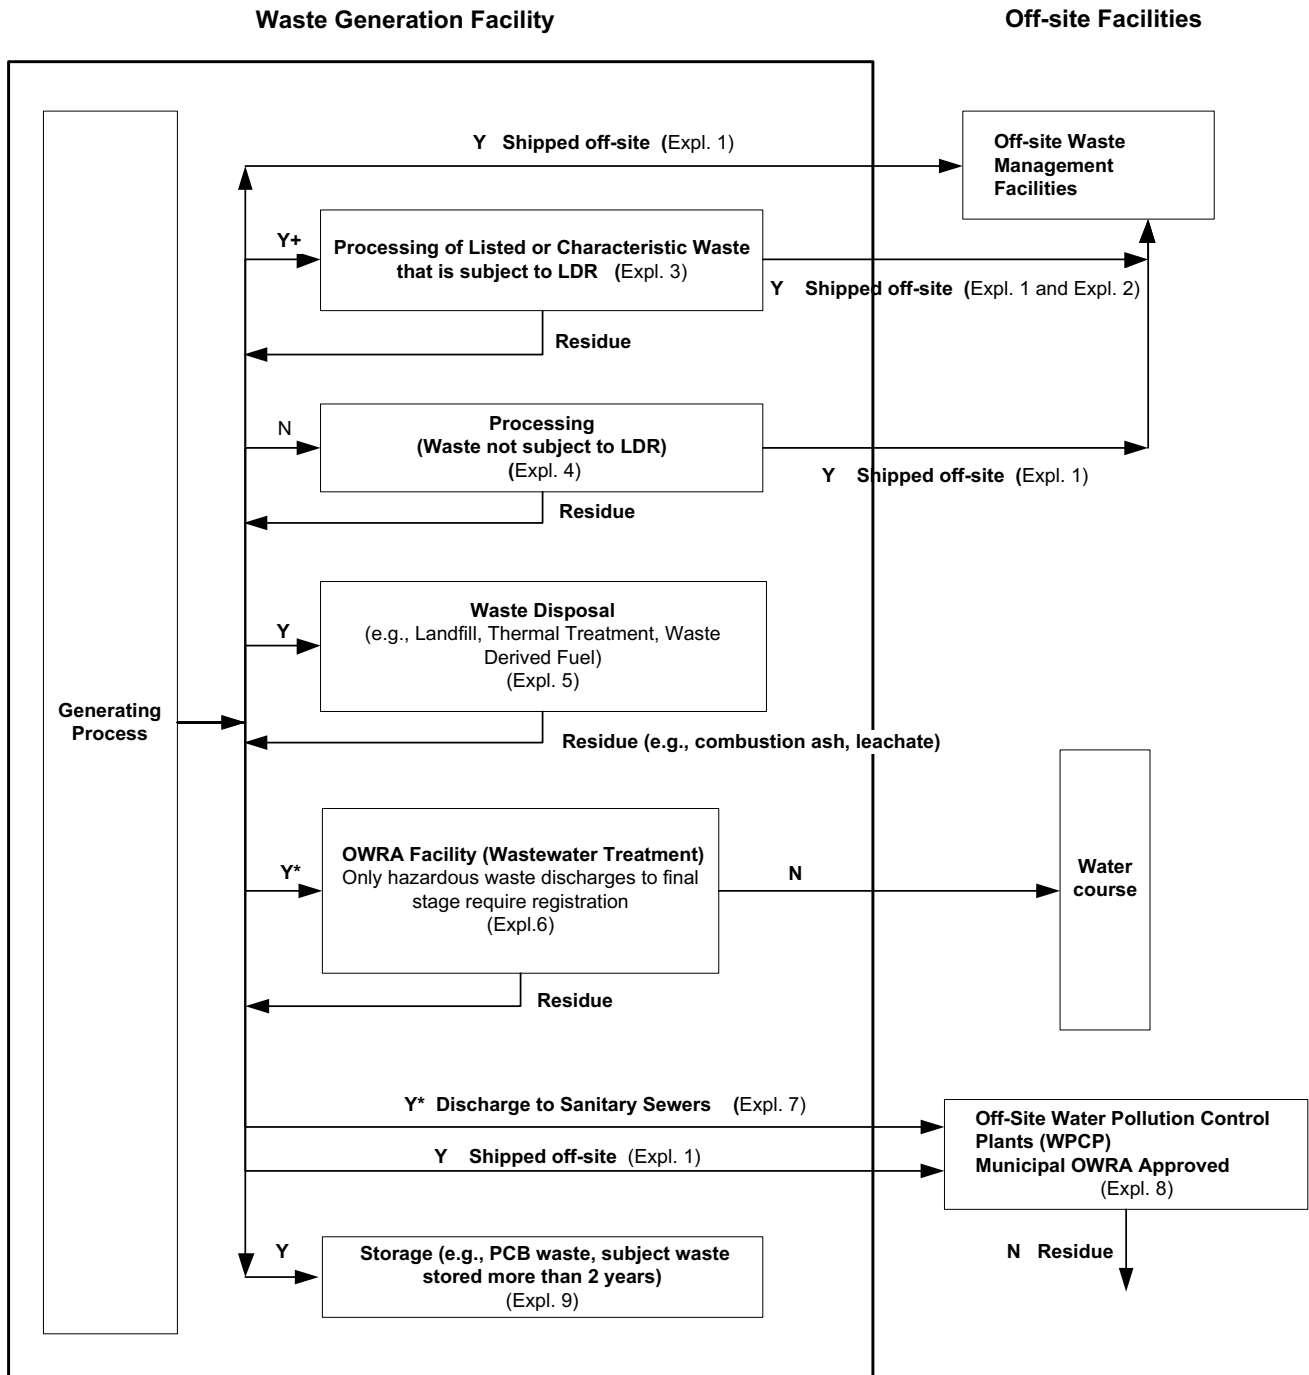 Waste Generation Facility
Off-site Facilities
Y Shipped off-site (Expl. 1)
Off-site Waste
Management
Facilities
Y+
Processing of Listed or Characteristic Waste
that is subject to LDR (Expl. 3)
Y Shipped off-site (Expl. 1 and Expl. 2)
Residue
N
Processing
(Waste not subject to LDR)
(Expl. 4)
Y Shipped off-site (Expl. 1)
Residue
Y
Waste Disposal
(e.g., Landfill, Thermal Treatment, Waste
Derived Fuel)
(Expl. 5)
Generating
Process
Residue (e.g., combustion ash, leachate)
Y*
OWRA Facility (Wastewater Treatment)
Only hazardous waste discharges to final
stage require registration
(Expl.6)
N
Water
course
Residue
Y* Discharge to Sanitary Sewers (Expl. 7)
Y Shipped off-site (Expl. 1)
Off-Site Water Pollution Control
Plants (WPCP)
Municipal OWRA Approved
(Expl. 8)
Y
Storage (e.g., PCB waste, subject waste
stored more than 2 years)
(Expl. 9)
N Residue